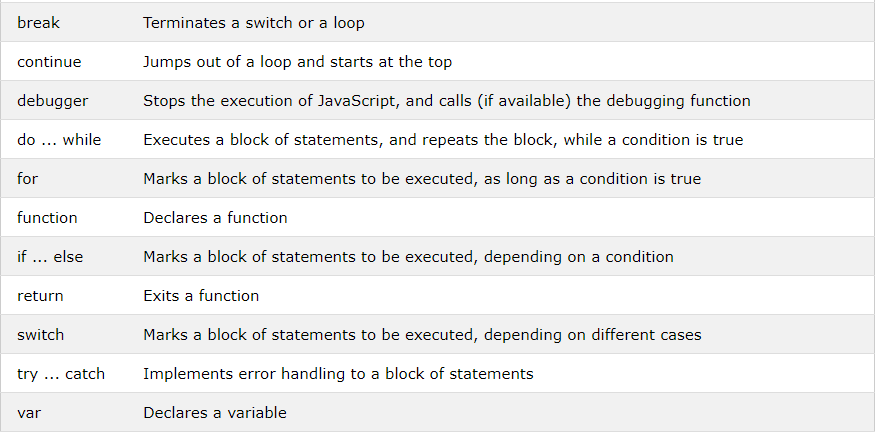 break Terminates a switch or a loop
continue Jumps out of a loop and starts at the top
debugger Stops the execution of JavaScript, and calls (if available) the debugging function
do ... while Executes a block of statements, and repeats the block, while a condition is true
for Marks a block of statements to be executed, as long as a condition is true
function Declares a function
if ... else Marks a block of statements to be executed, depending on a condition
return Exits a function
switch Marks a block of statements to be executed, depending on different cases
try ... catch Implements error handling to a block of statements
var Declares a variable